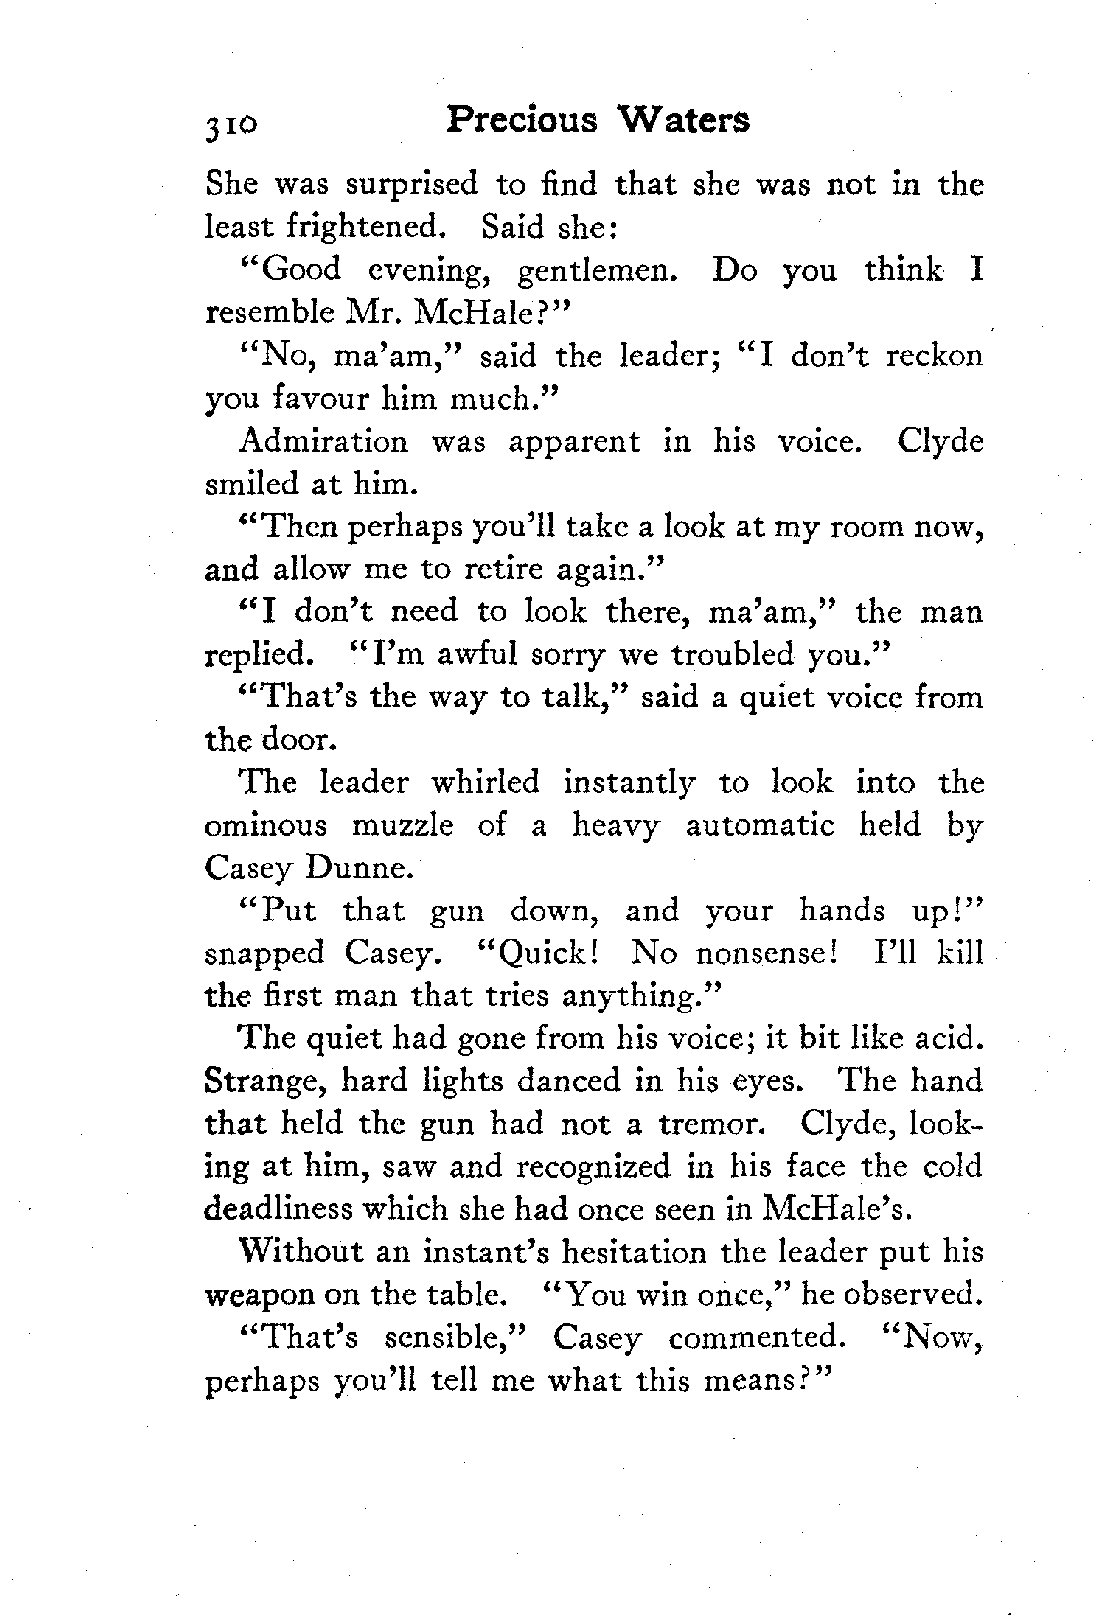 310 Precious Waters
She was surprised to find that she was not in the
least frightened. Said she:
"Good evening, gentlemen. Do you think I
resemble Mr. McHale?"
"No, ma'am," said the leader; "I don't reckon
you favour him much."
Admiration was apparent in his voice. Clyde
smiled at him.
"Then perhaps you'll take a look at my room now,
and allow me to retire again."
"I don't need to look there, ma'am," the man
replied. "I'm awful sorry we troubled you."
"That's the way to talk," said a quiet voice from
the door.
The leader whirled instantly to look into the
ominous muzzle of a heavy automatic held by
Casey Dunne.
"Put that gun down, and your hands up!"
snapped Casey. "Quick! No nonsense! I'll kill
the first man that tries anything."
The quiet had gone from his voice; it bit like acid.
Strange, hard lights danced in his eyes. The hand
that held the gun had not a tremor. Clyde, look-
ing at him, saw and recognized in his face the cold
deadliness which she had once seen in McHale's.
Without an instant's hesitation the leader put his
weapon on the table. "You win once," he observed.
"That's sensible," Casey commented. "Now,
perhaps you'll tell me what this means?"